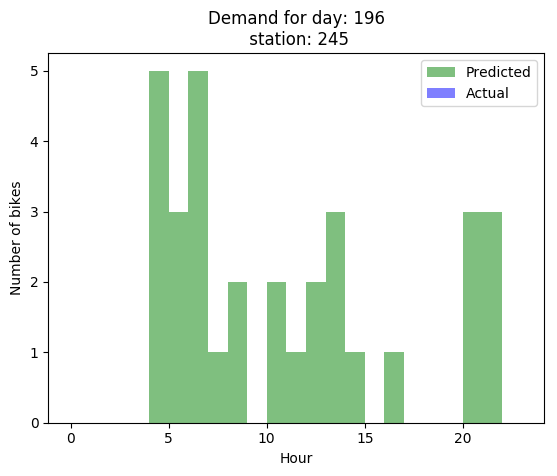 Demand for day: 196
station: 245
Predicted
Actual
Number of bikes
5
4
3
2
1
0
0
5
10
15
20
Hour